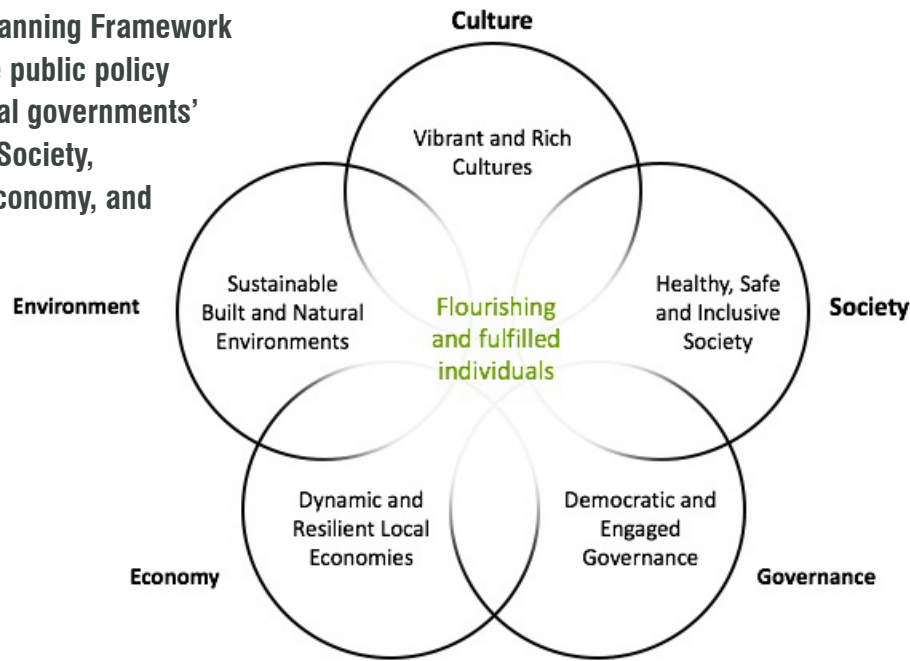 anning Framework
public policy
al governments’
Society,
conomy, and
Culture
Vibrant and Rich
Cultures
Environment
Sustainable
Built and Natural
Environments
Flourishing
and fulfilled
individuals
Healthy, Safe
and Inclusive
Society
Society
Dynamic and
Resilient Local
Economies
Economy
Democratic and
Engaged
Governance
Governance